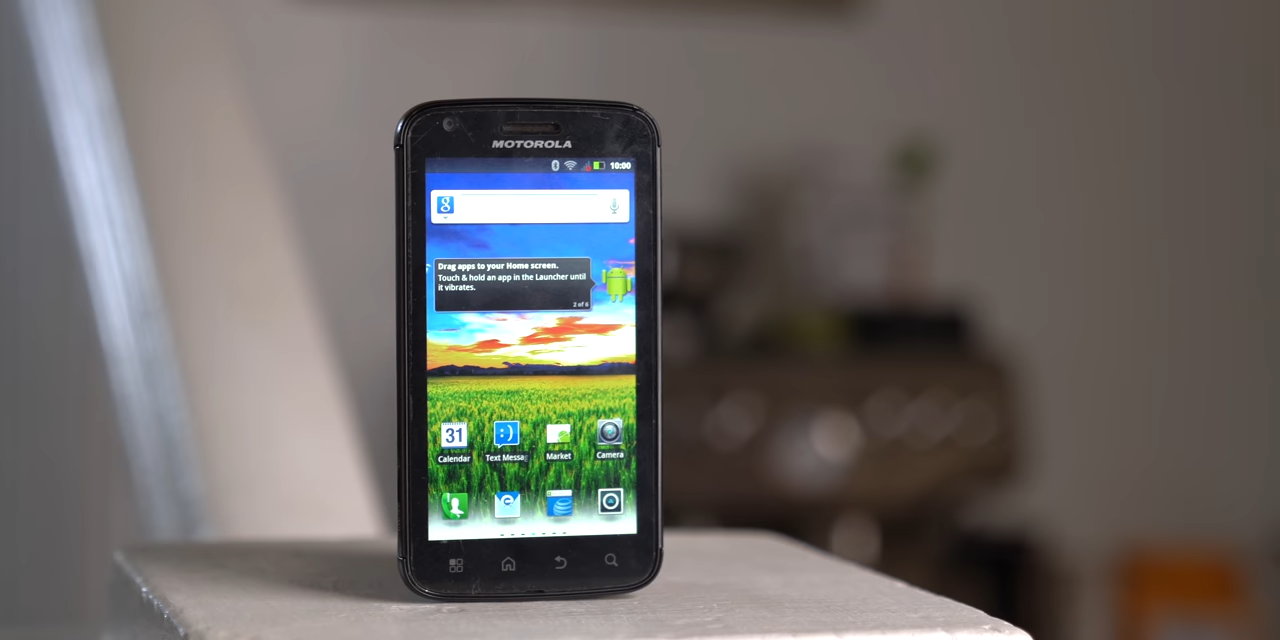 MOTOROLA
10:00
g
Drag apps to your Home screen.
Touch & hold an app in the Launcher until
it vibrates.
2 of 6
31
:)
Calendar
Text Messag
Market
Camera